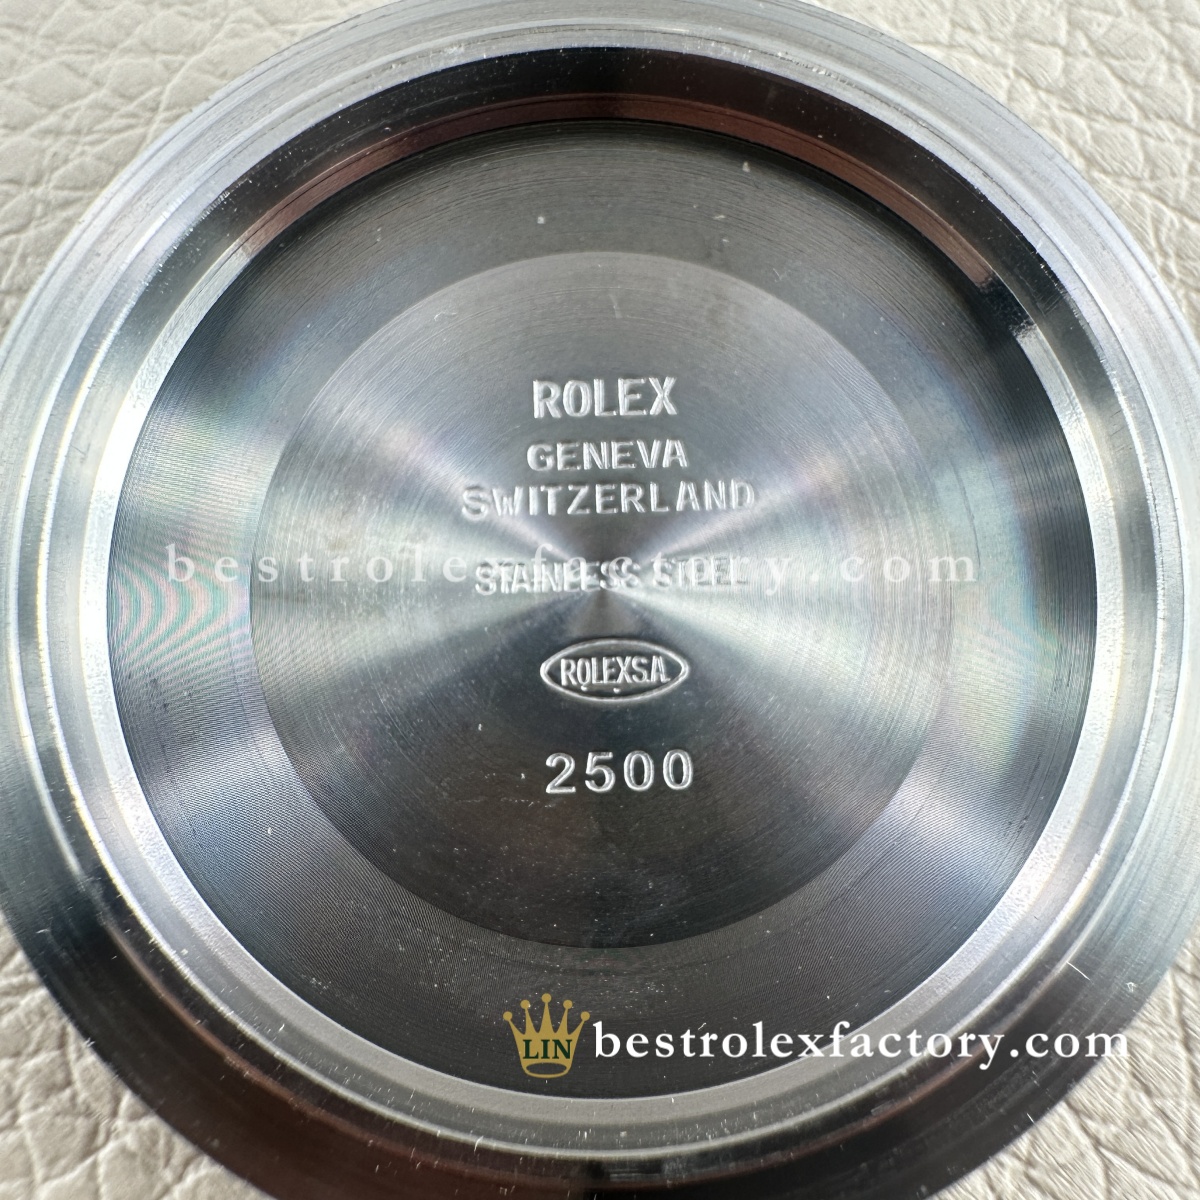 ROLEX
GENEVA
SWITZERLAND
bestrolexfactory.com
STAINLESS STEEL
ROLEX S.A.
2500
LIN bestrolexfactory.com